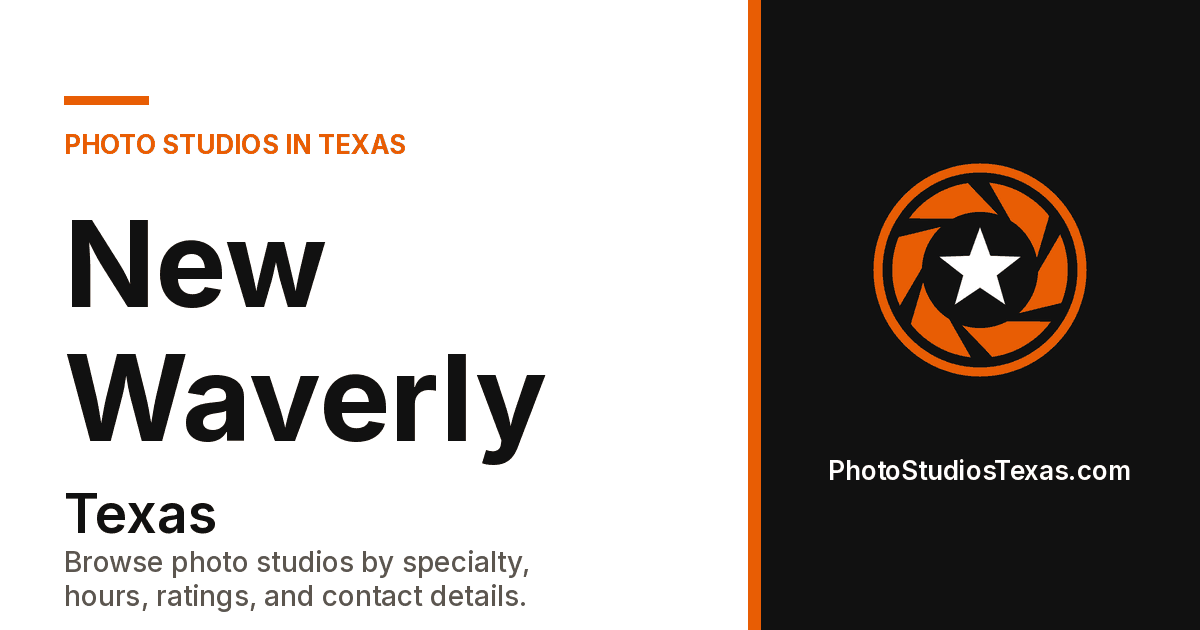 PHOTO STUDIOS IN TEXAS
New
Waverly
Texas
Browse photo studios by specialty,
hours, ratings, and contact details.
PhotoStudiosTexas.com